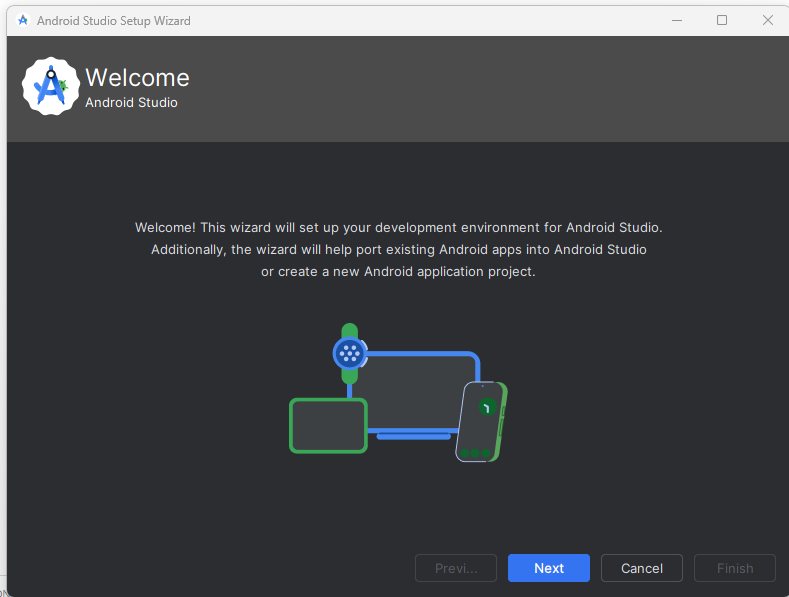 Android Studio Setup Wizard
Welcome
Android Studio
Welcome! This wizard will set up your development environment for Android Studio.
Additionally, the wizard will help port existing Android apps into Android Studio
or create a new Android application project.
Previ...
Next
Cancel
Finish